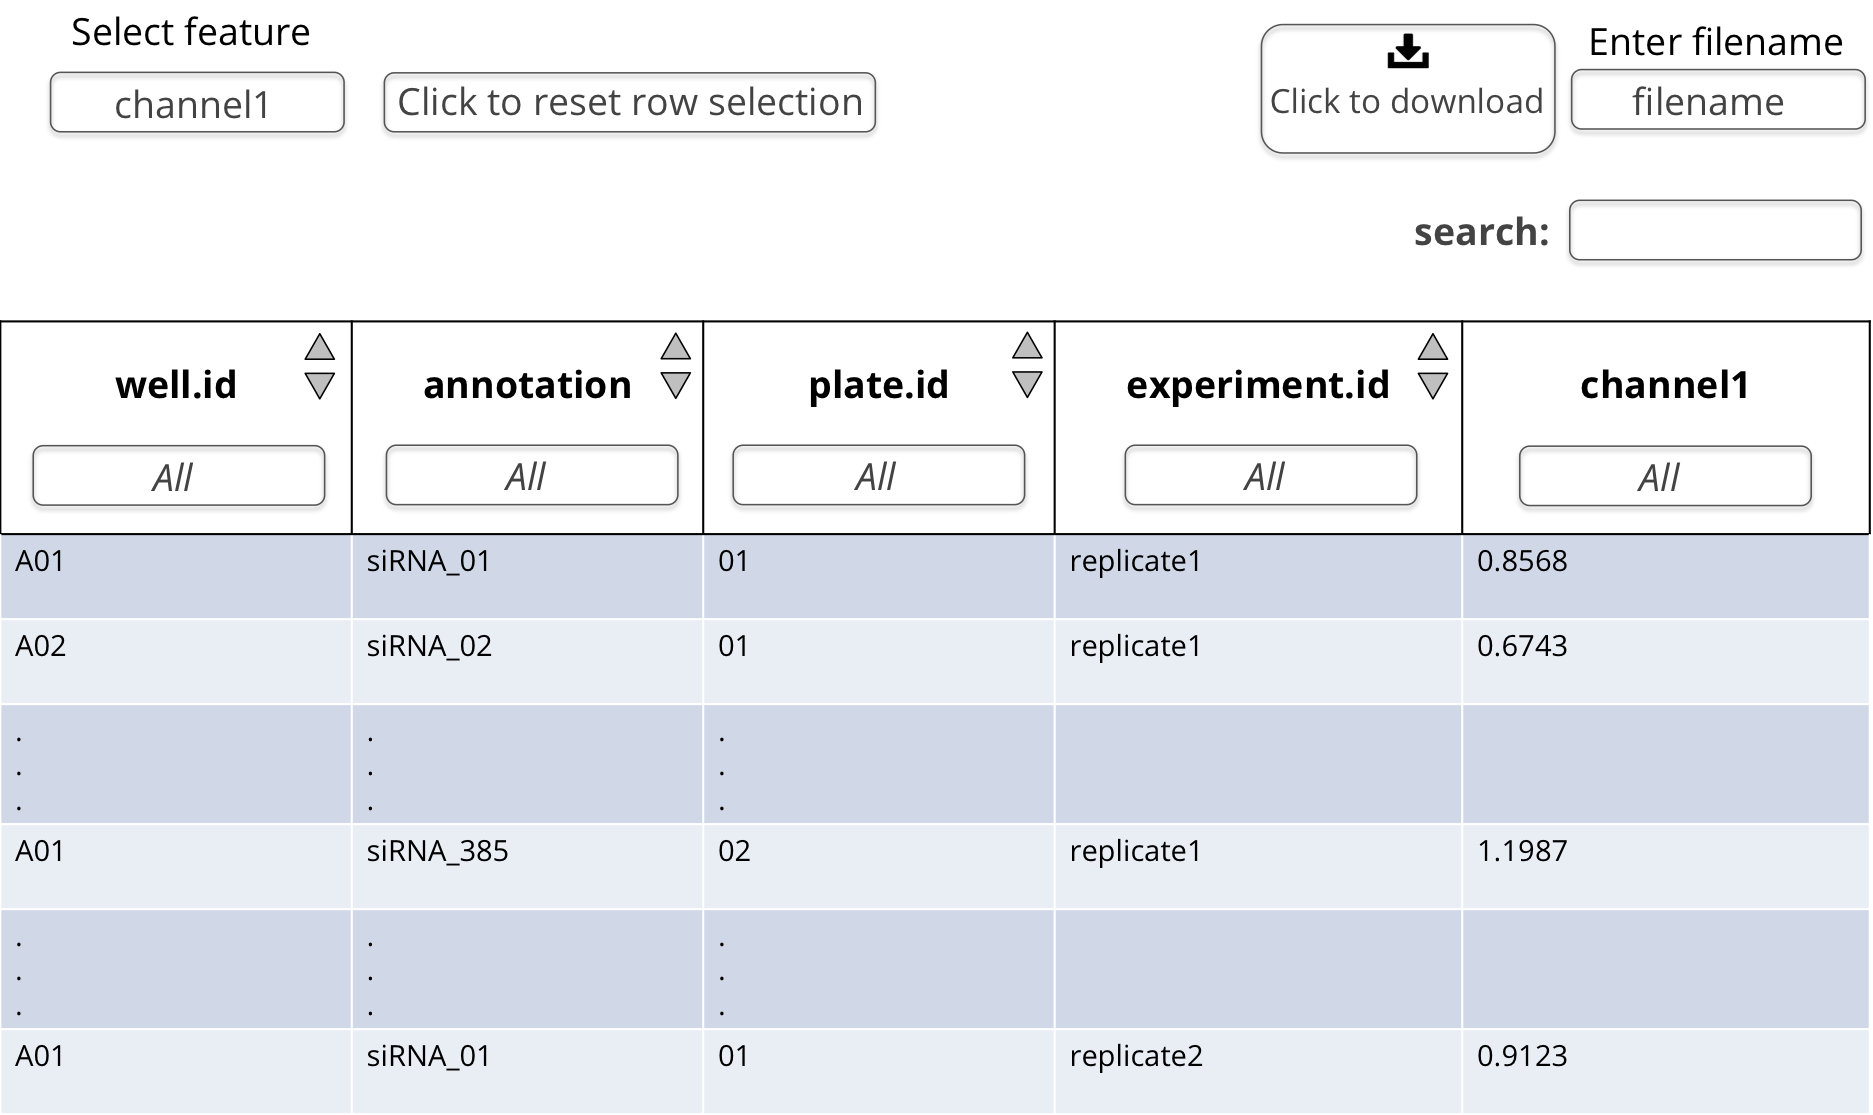 Select feature
channel1
Click to reset row selection
Click to download
Enter filename
filename
search:
well.id annotation plate.id experiment.id channel1
All All All All All
A01 siRNA_01 01 replicate1 0.8568
A02 siRNA_02 01 replicate1 0.6743
. . .
. . .
. . .
A01 siRNA_385 02 replicate1 1.1987
. . .
. . .
. . .
A01 siRNA_01 01 replicate2 0.9123